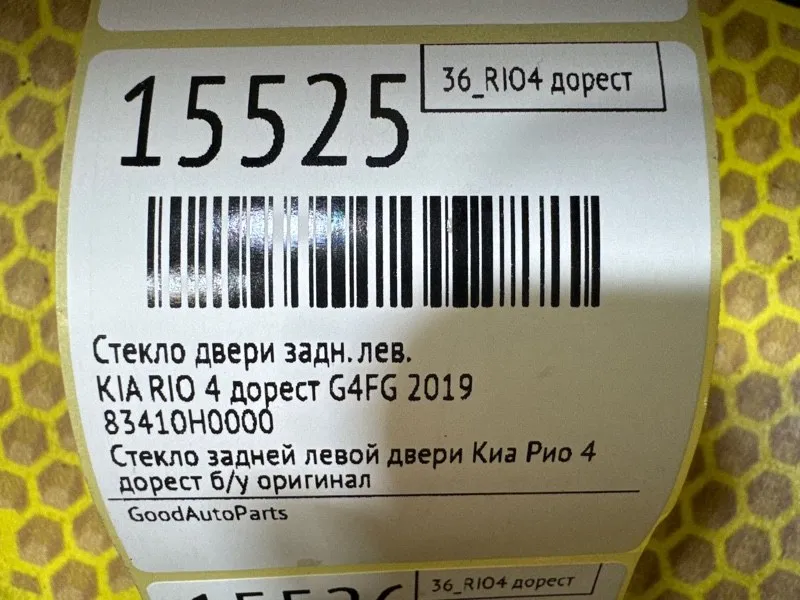 15525
36_RIO4 дорест
Стекло двери задн. лев.
KIA RIO 4 дорест G4FG 2019
83410H0000
Стекло задней левой двери Киа Рио 4
дорест б/у оригинал
GoodAutoParts
15526
36_RIO4 дорест